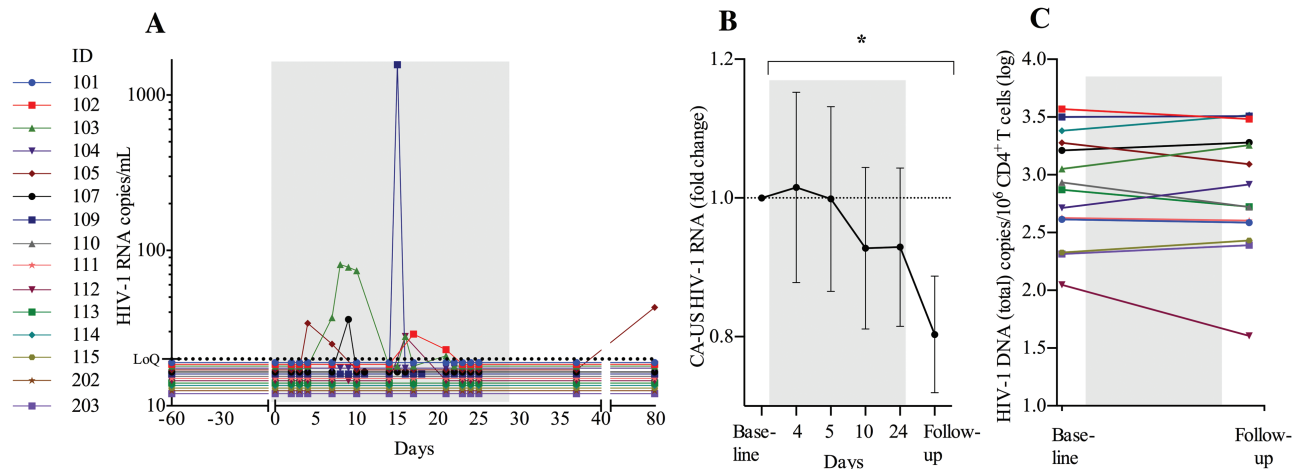 A
ID
101
102
103
104
105
107
109
110
111
112
113
114
115
202
203
HIV-1 RNA copies/mL
1000
100
LoQ
10
-60
-30
0
5
10
15
20
25
30
35
40
80
Days
B
*
CA-US HIV-1 RNA (fold change)
1.2
1.0
0.8
Base-
line
4
5
10
24
Follow-
up
Days
C
HIV-1 DNA (total) copies/10⁶ CD4⁺ T cells (log)
4.0
3.5
3.0
2.5
2.0
1.5
1.0
Base-
line
Follow-
up